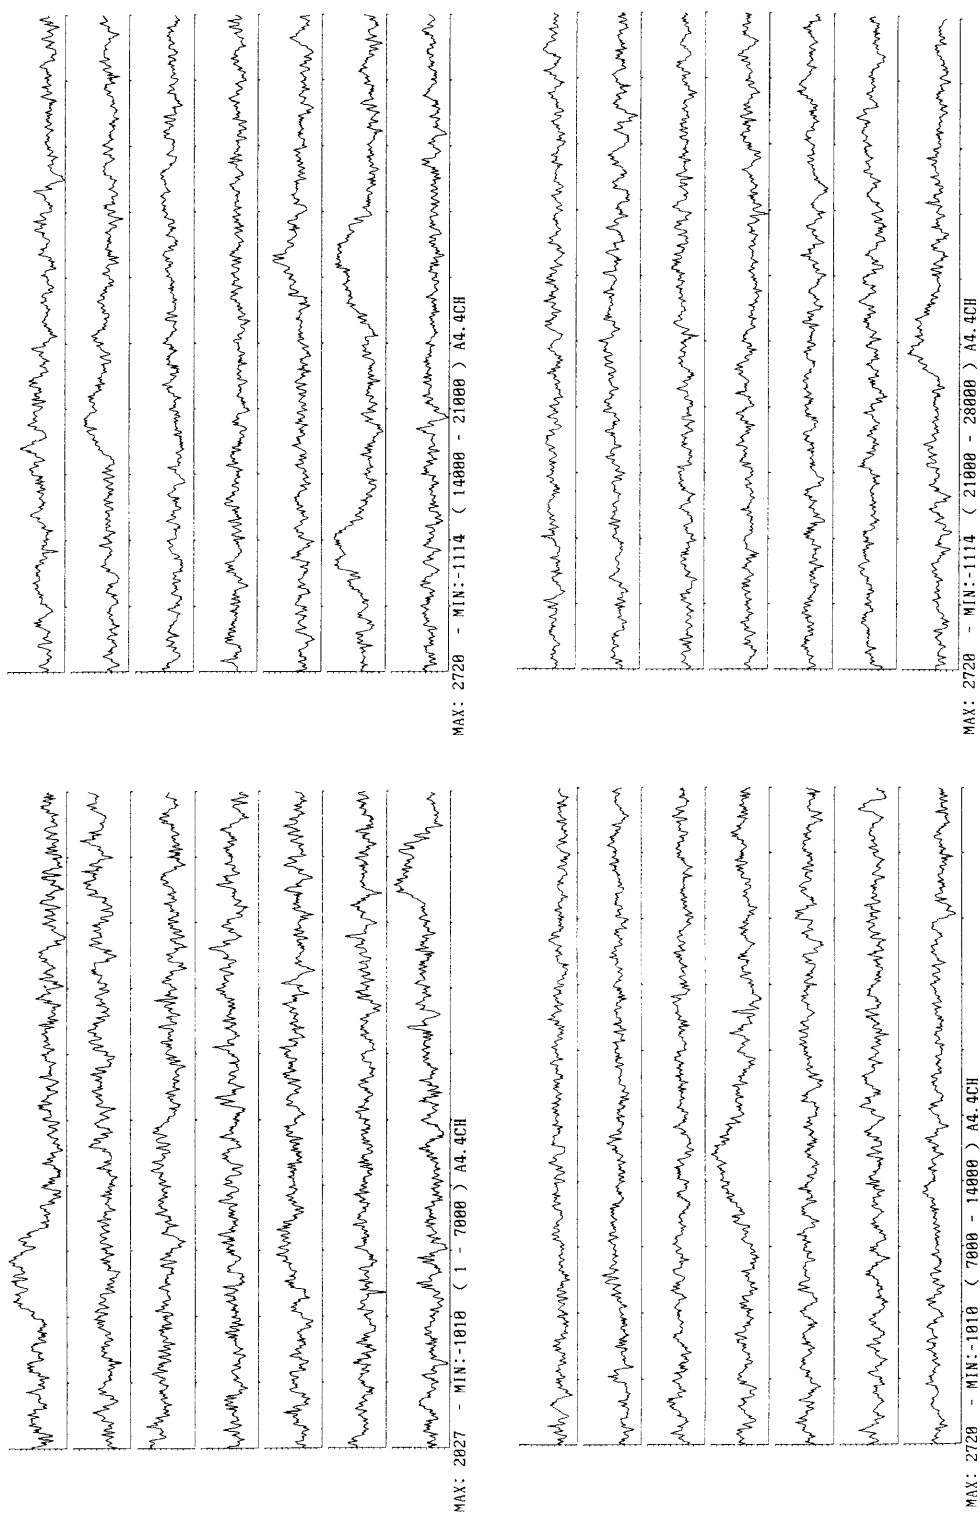 MAX: 2720 - MIN:-1114 ( 14000 - 21000 ) A4.4CH
MAX: 2720 - MIN:-1114 ( 21000 - 28000 ) A4.4CH
MAX: 2027 - MIN:-1010 ( 1 - 7000 ) A4.4CH
MAX: 2720 - MIN:-1010 ( 7000 - 14000 ) A4.4CH